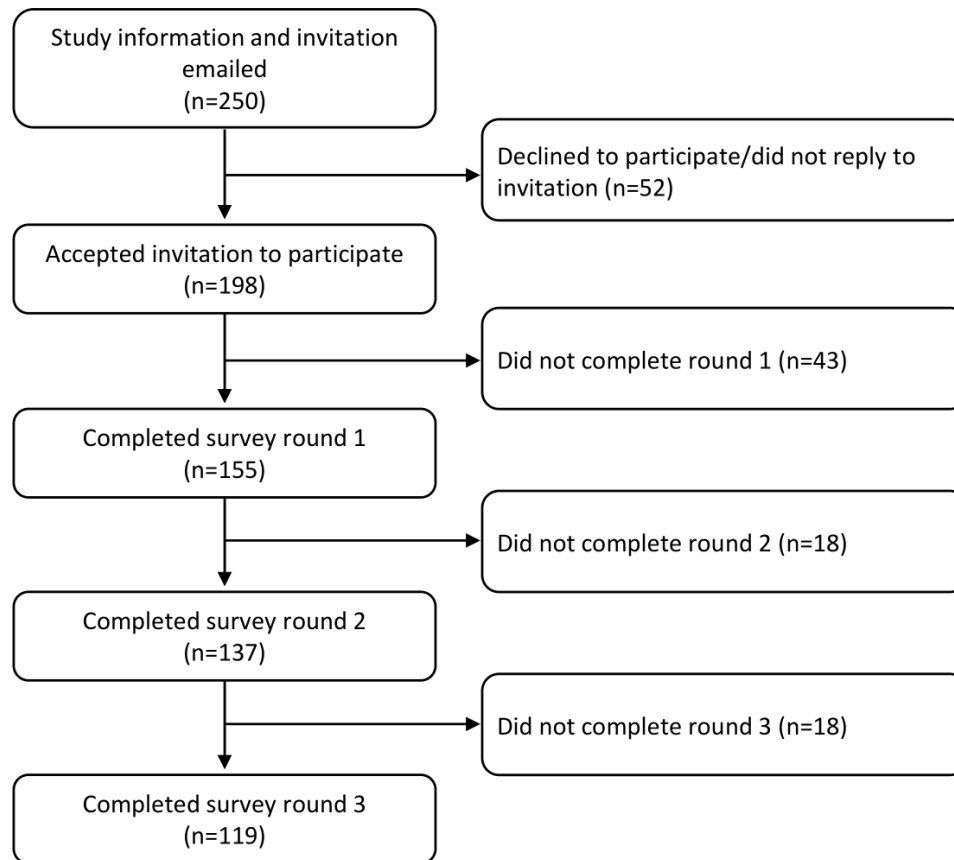 Study information and invitation
emailed
(n=250)
Declined to participate/did not reply to
invitation (n=52)
Accepted invitation to participate
(n=198)
Did not complete round 1 (n=43)
Completed survey round 1
(n=155)
Did not complete round 2 (n=18)
Completed survey round 2
(n=137)
Did not complete round 3 (n=18)
Completed survey round 3
(n=119)